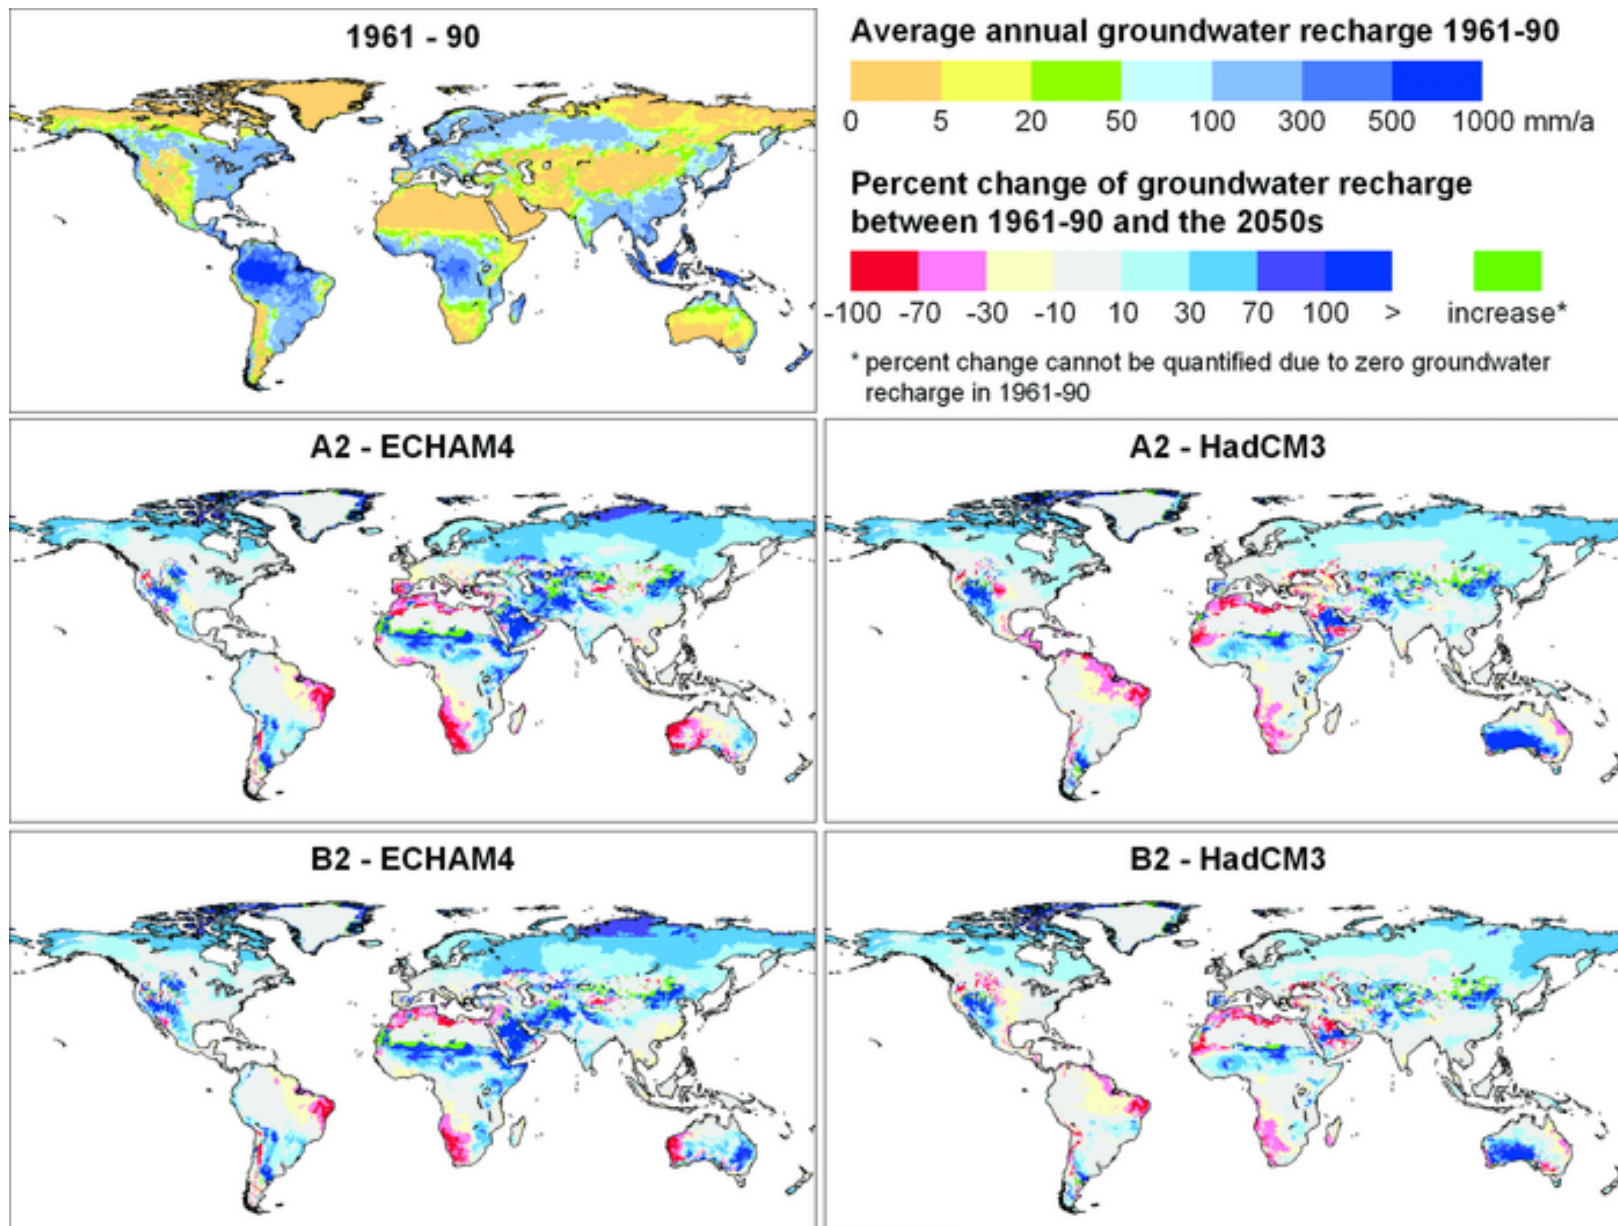 1961 - 90
Average annual groundwater recharge 1961-90
0 5 20 50 100 300 500 1000 mm/a
Percent change of groundwater recharge
between 1961-90 and the 2050s
-100 -70 -30 -10 10 30 70 100 > increase*
* percent change cannot be quantified due to zero groundwater
recharge in 1961-90
A2 - ECHAM4
A2 - HadCM3
B2 - ECHAM4
B2 - HadCM3